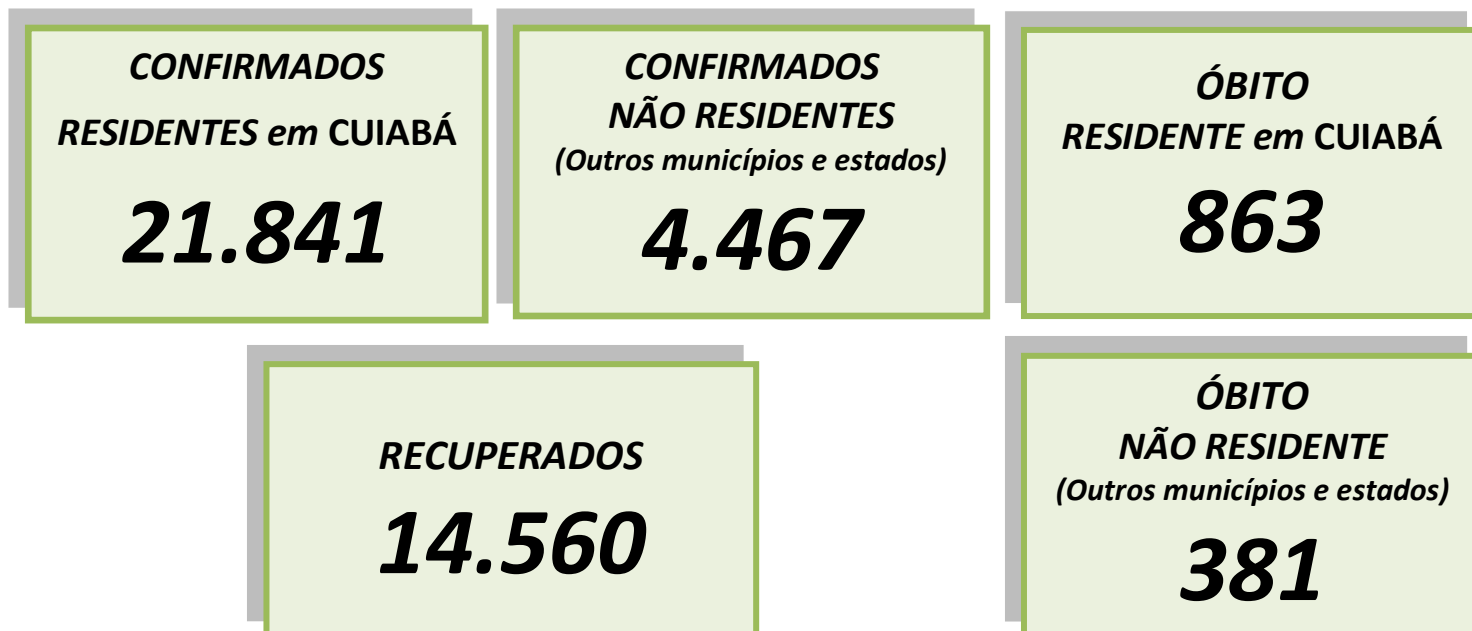 CONFIRMADOS
RESIDENTES em CUIABÁ
21.841
CONFIRMADOS
NÃO RESIDENTES
(Outros municípios e estados)
4.467
ÓBITO
RESIDENTE em CUIABÁ
863
RECUPERADOS
14.560
ÓBITO
NÃO RESIDENTE
(Outros municípios e estados)
381